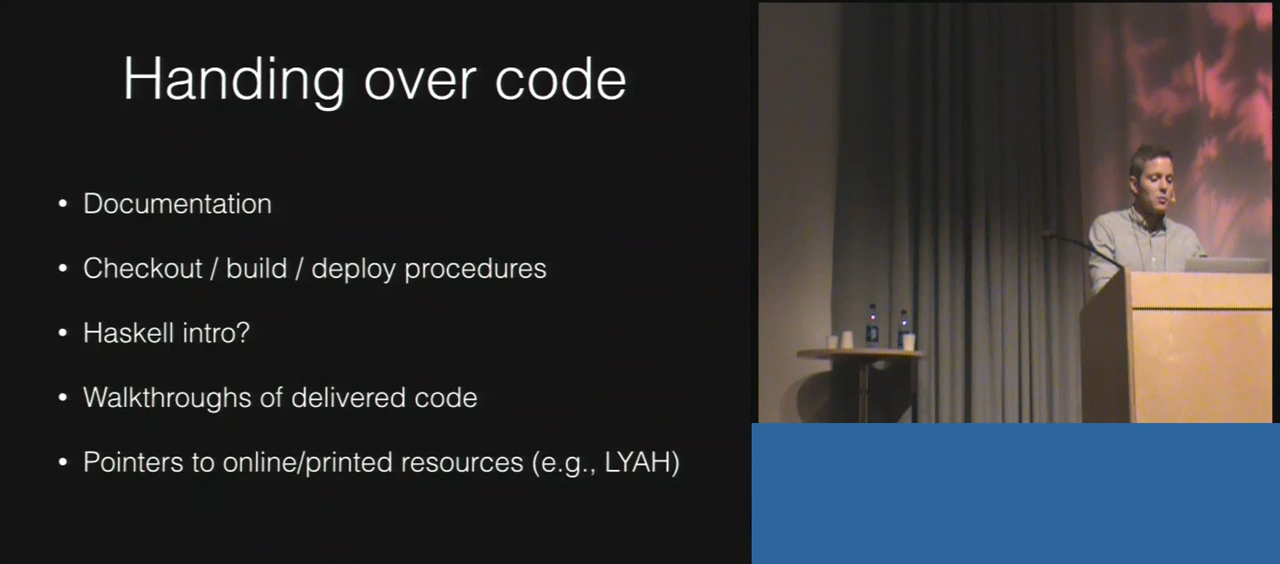 Handing over code
• Documentation
• Checkout / build / deploy procedures
• Haskell intro?
• Walkthroughs of delivered code
• Pointers to online/printed resources (e.g., LYAH)